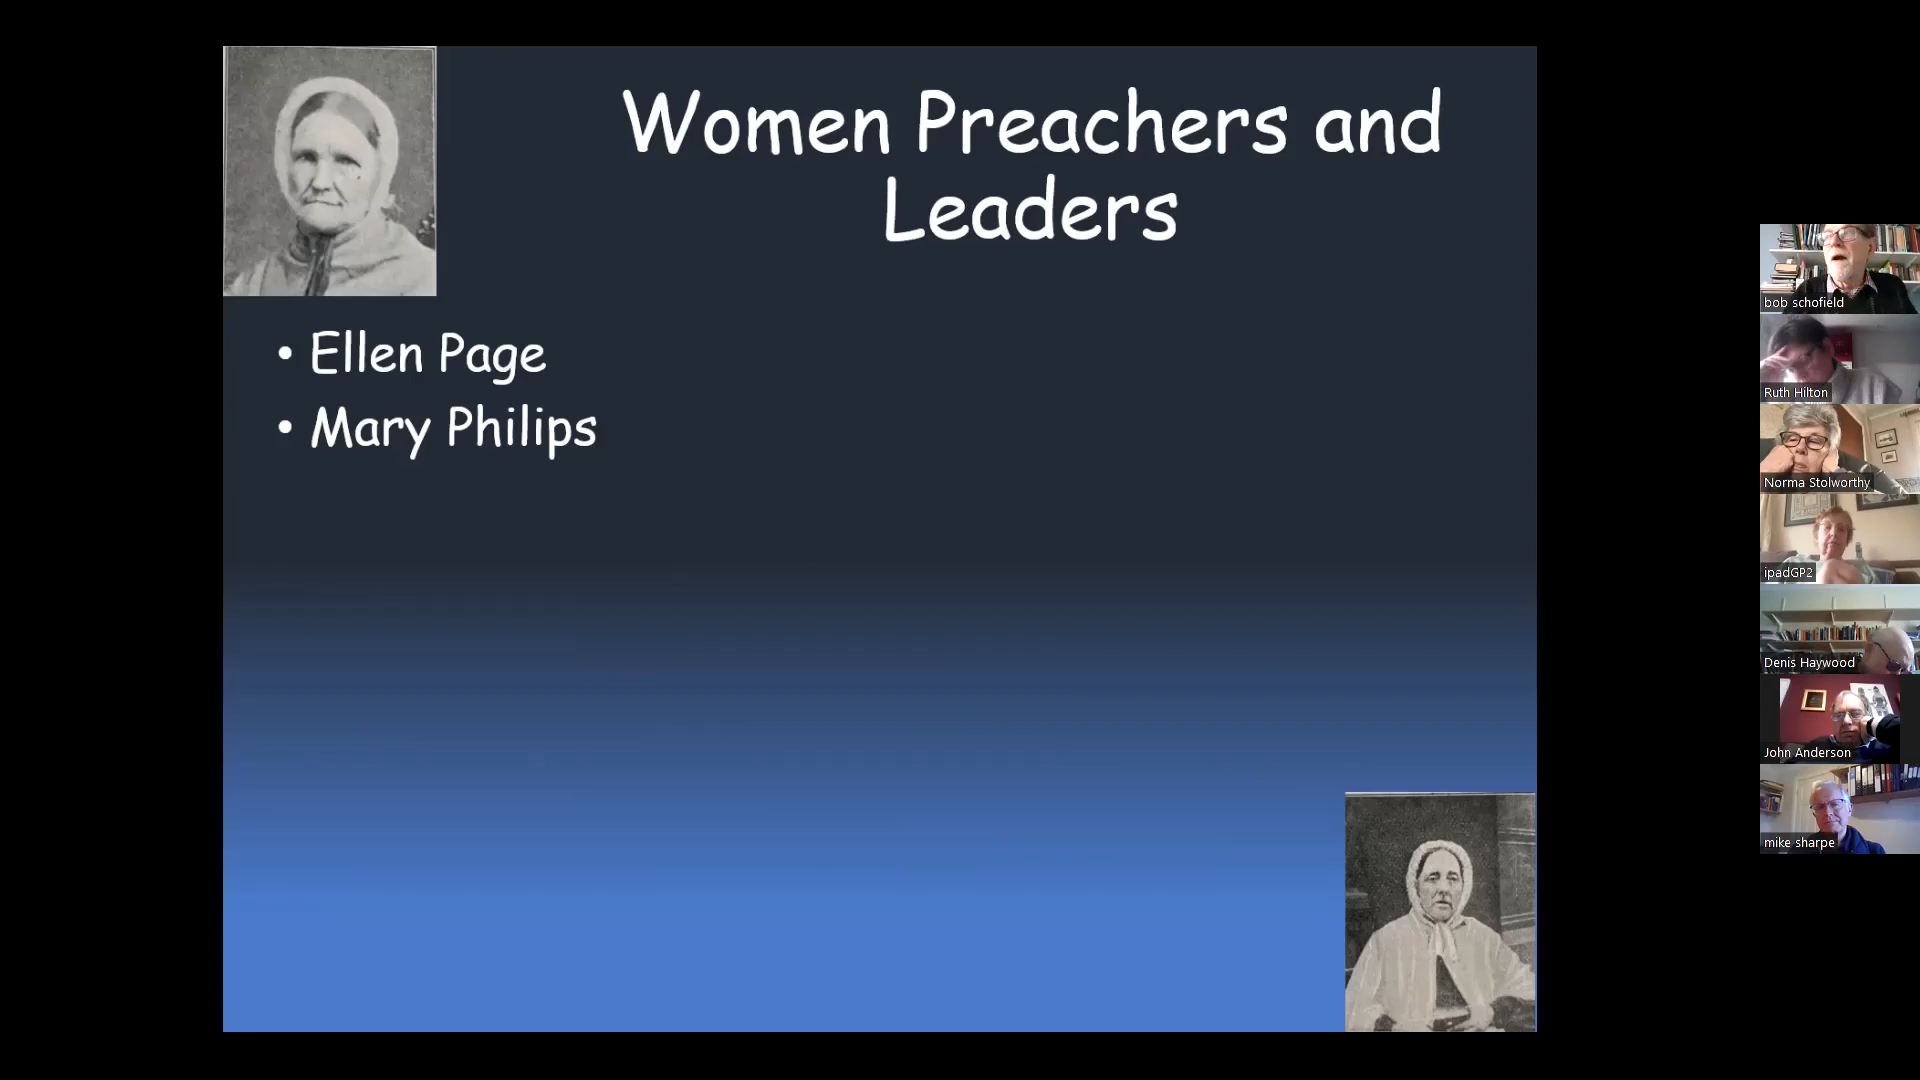 Women Preachers and
Leaders
• Ellen Page
• Mary Philips
bob schofield
Ruth Hilton
Norma Stolworthy
ipadGP2
Denis Haywood
John Anderson
mike sharpe